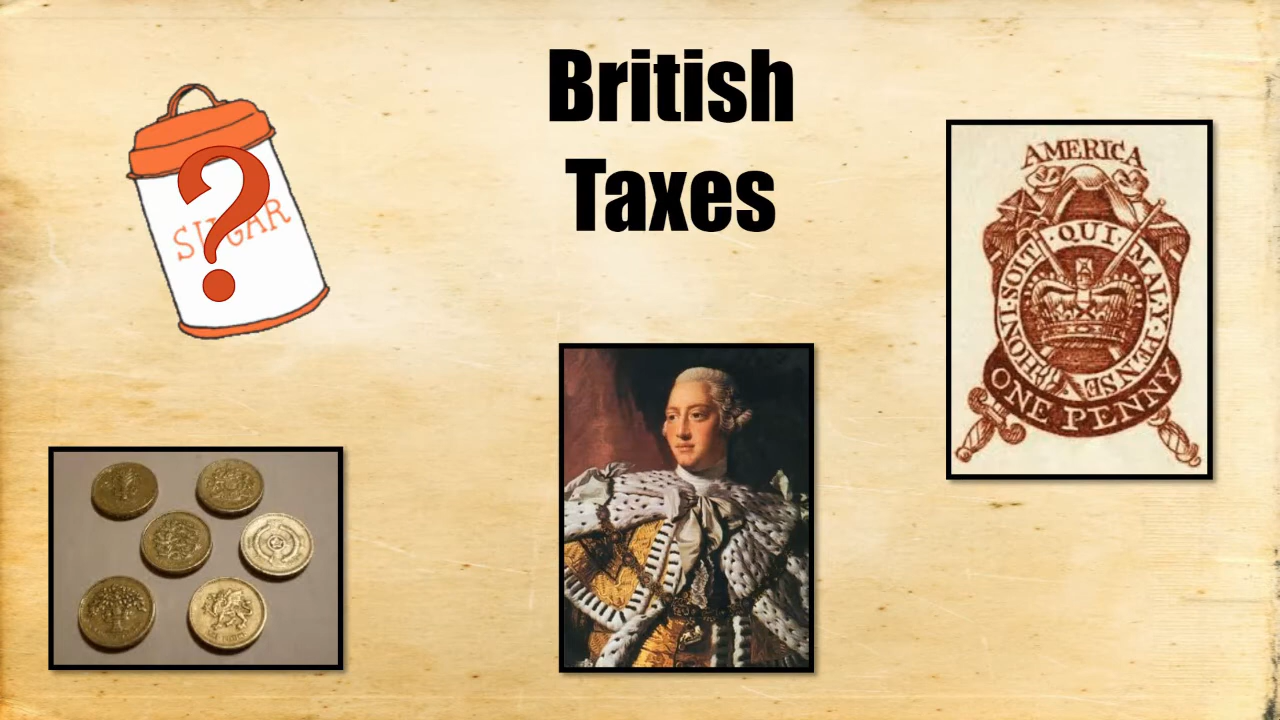 British
Taxes
SUGAR
?
AMERICA
HONI·SOIT·QUI·MAL·Y·PENSE
ONE PENNY